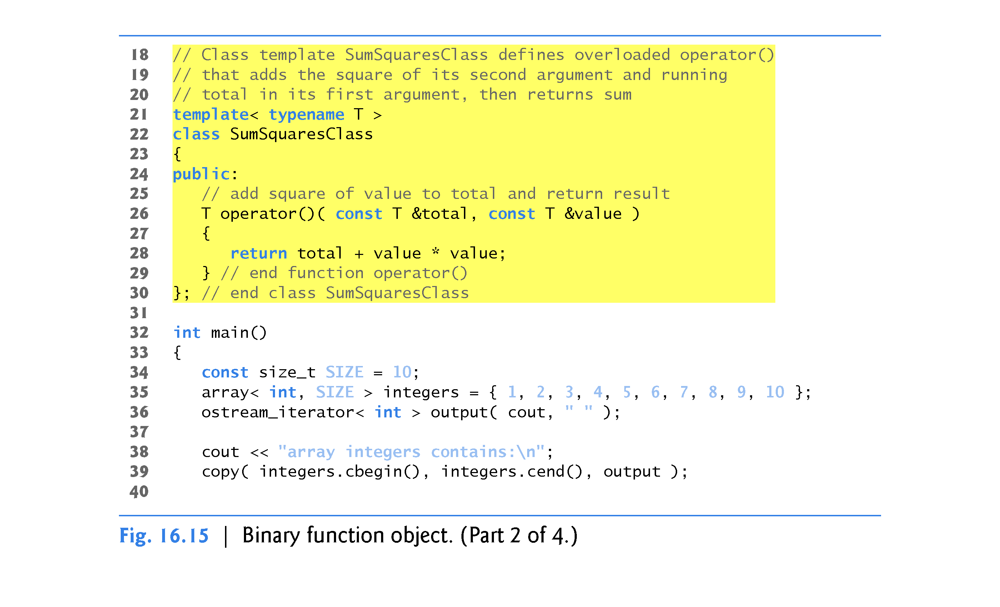 18 // Class template SumSquaresClass defines overloaded operator()
19 // that adds the square of its second argument and running
20 // total in its first argument, then returns sum
21 template< typename T >
22 class SumSquaresClass
23 {
24 public:
25 // add square of value to total and return result
26 T operator()( const T &total, const T &value )
27 {
28 return total + value * value;
29 } // end function operator()
30 }; // end class SumSquaresClass
31
32 int main()
33 {
34 const size_t SIZE = 10;
35 array< int, SIZE > integers = { 1, 2, 3, 4, 5, 6, 7, 8, 9, 10 };
36 ostream_iterator< int > output( cout, " " );
37
38 cout << "array integers contains:\n";
39 copy( integers.cbegin(), integers.cend(), output );
40
Fig. 16.15 | Binary function object. (Part 2 of 4.)